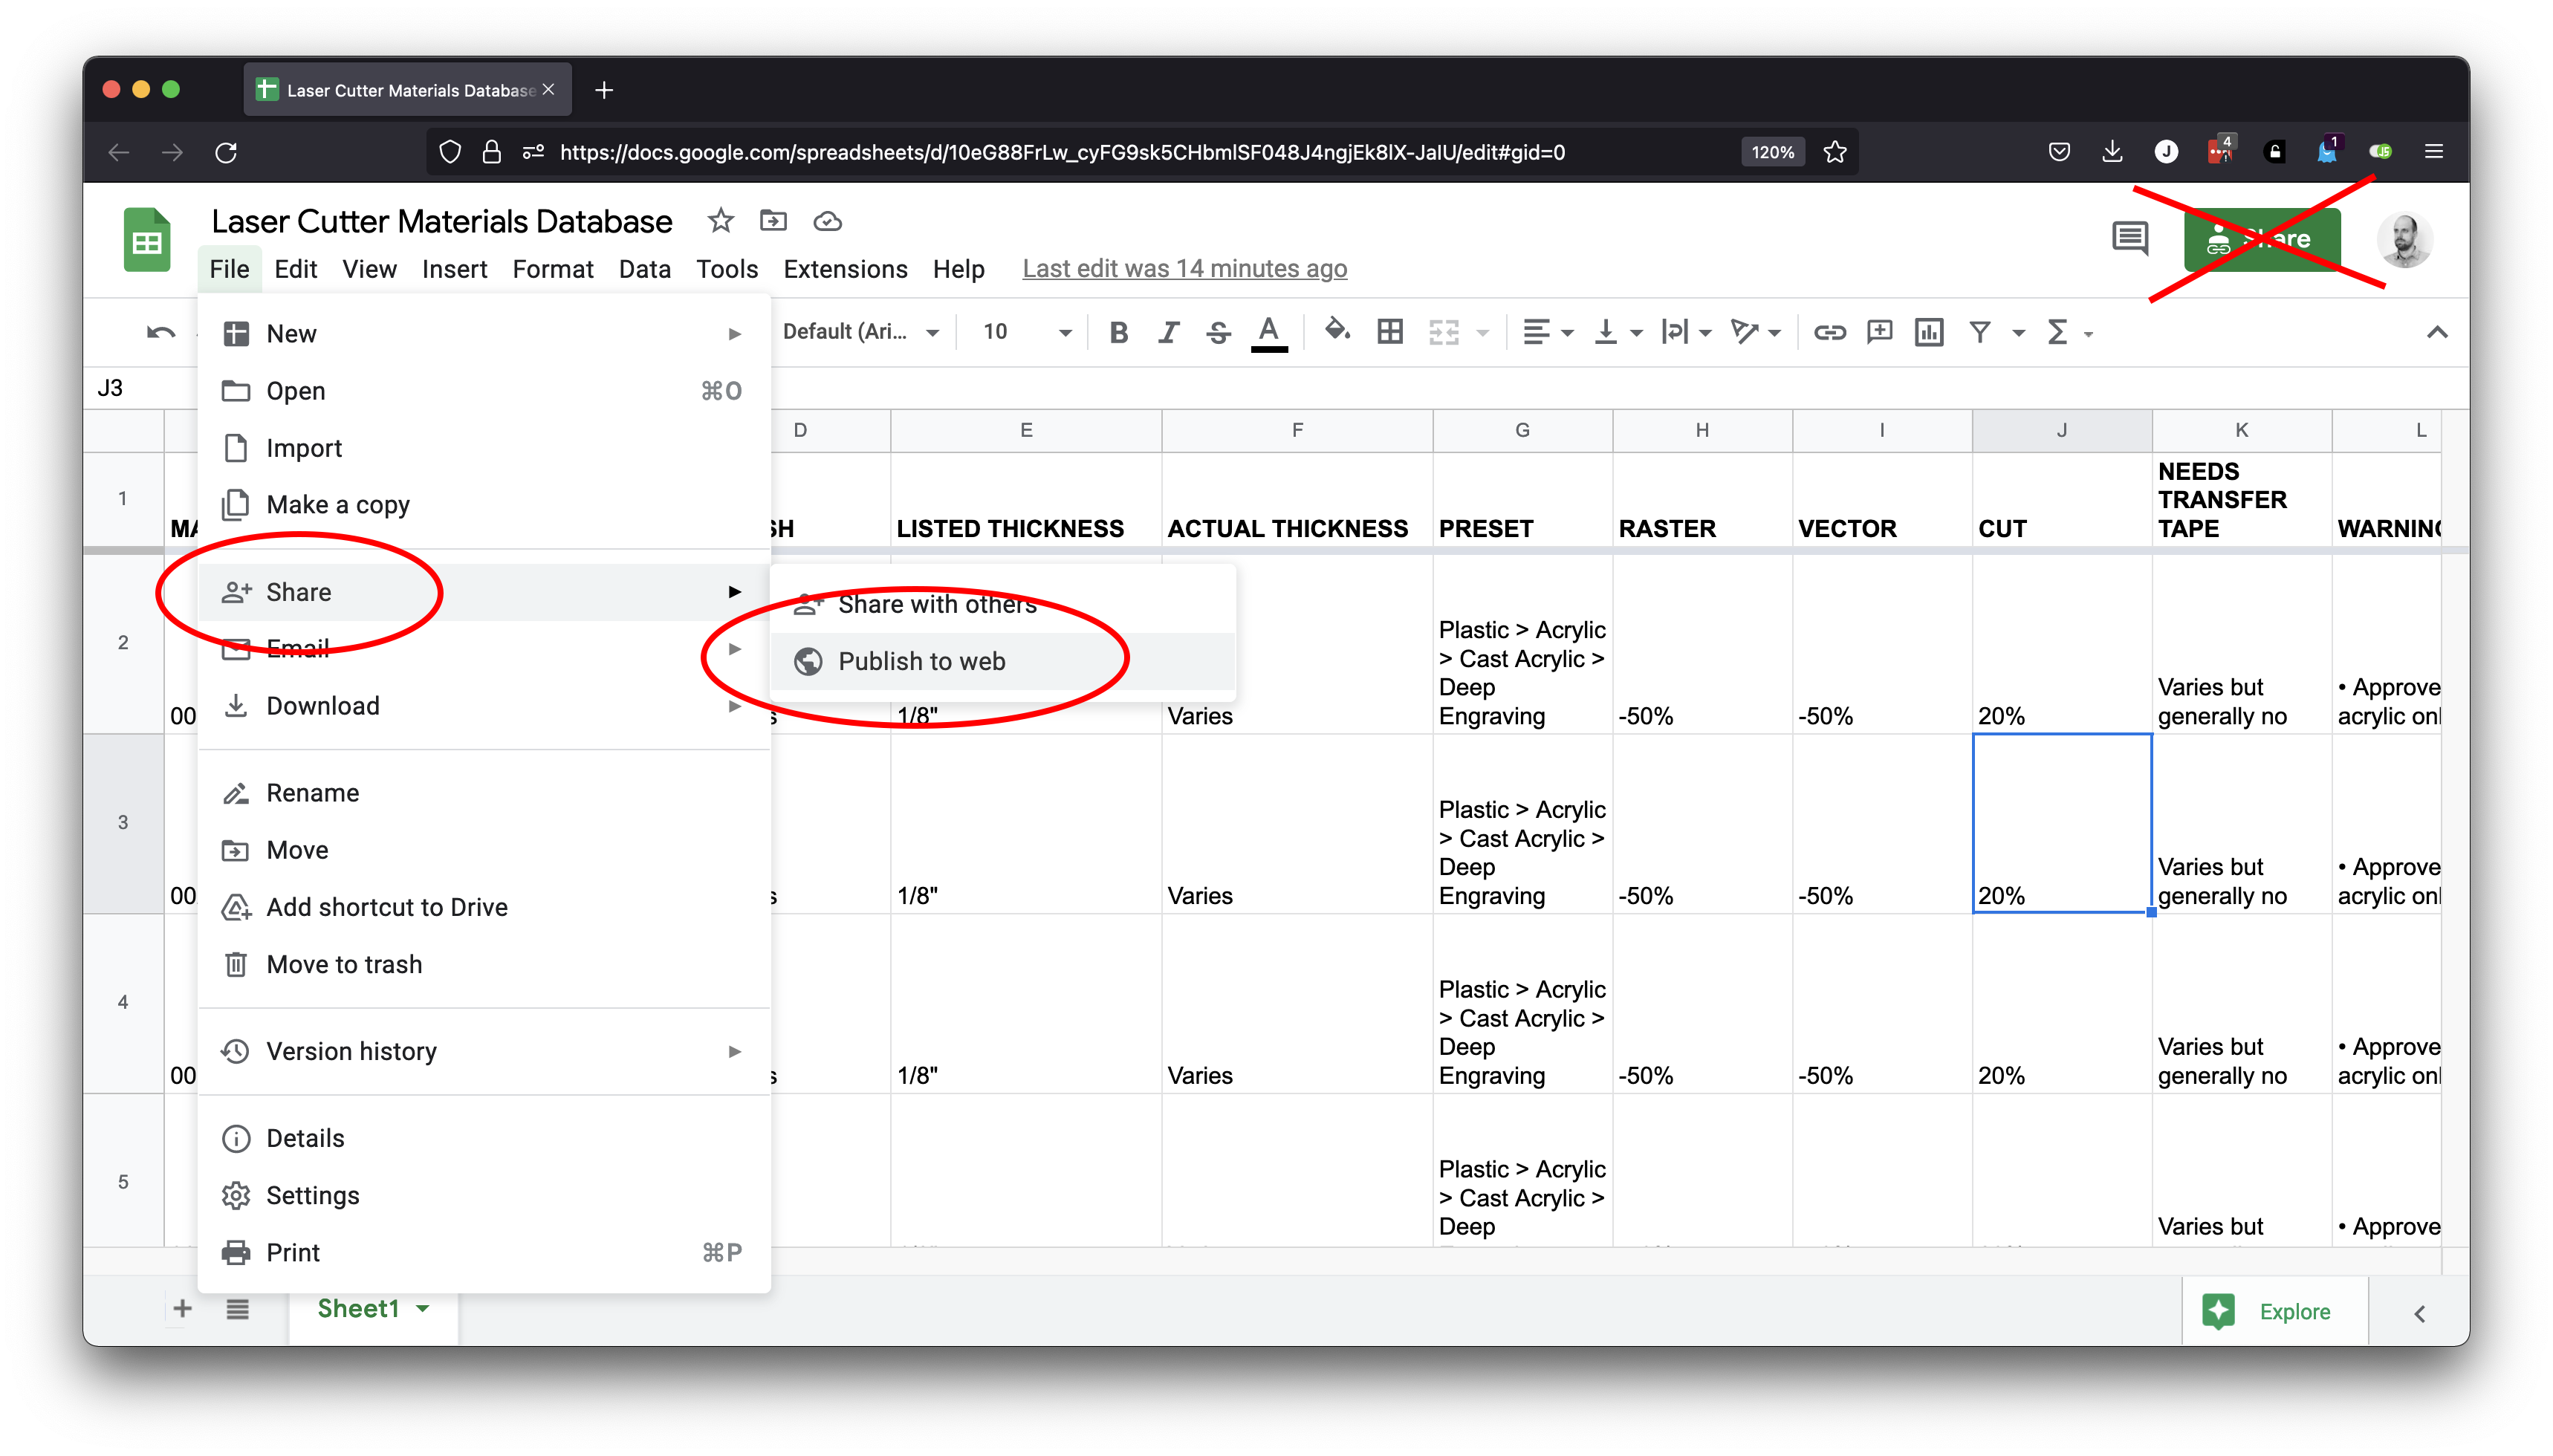 Laser Cutter Materials Database
https://docs.google.com/spreadsheets/d/10eG88FrLw_cyFG9sk5CHbmlSF048J4ngjEk8lX-JalU/edit#gid=0
120%
J
4
1
JS
Laser Cutter Materials Database
Share
File Edit View Insert Format Data Tools Extensions Help Last edit was 14 minutes ago
Default (Ari... 10 B I S A
J3
New
Open ⌘O
Import
Make a copy
Share
Email
Download
Rename
Move
Add shortcut to Drive
Move to trash
Version history
Details
Settings
Print ⌘P
Share with others
Publish to web
D E F G H I J K L
1 LISTED THICKNESS ACTUAL THICKNESS PRESET RASTER VECTOR CUT NEEDS
TRANSFER
TAPE
2 00 1/8" Varies Plastic > Acrylic
> Cast Acrylic >
Deep
Engraving -50% -50% 20% Varies but
generally no • Approve
acrylic onl
3 00 1/8" Varies Plastic > Acrylic
> Cast Acrylic >
Deep
Engraving -50% -50% 20% Varies but
generally no • Approve
acrylic onl
4 00 1/8" Varies Plastic > Acrylic
> Cast Acrylic >
Deep
Engraving -50% -50% 20% Varies but
generally no • Approve
acrylic onl
5 Plastic > Acrylic
> Cast Acrylic >
Deep Varies but • Approve
Sheet1
Explore